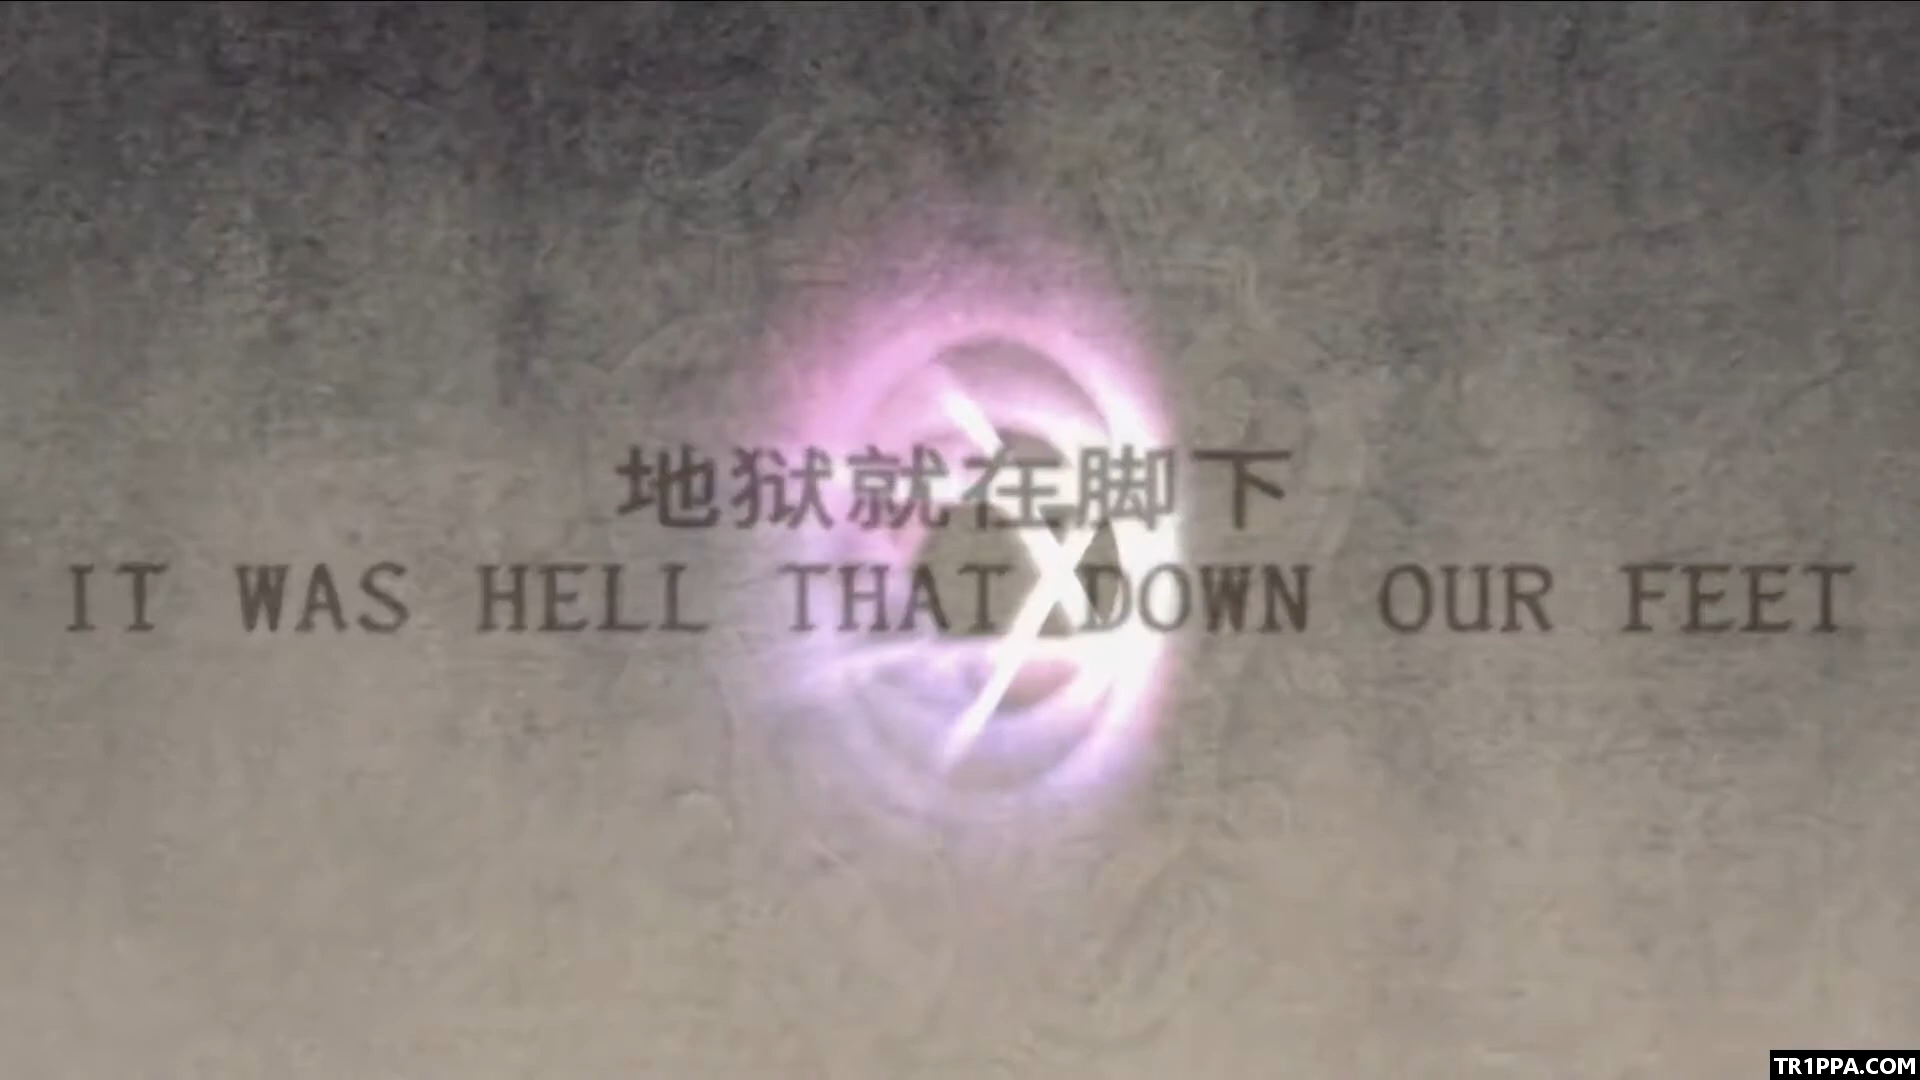 地狱就在脚下
IT WAS HELL THAT DOWN OUR FEET
TR1PPA.COM